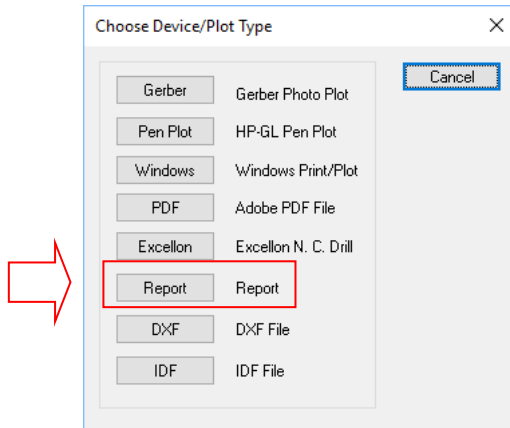 Choose Device/Plot Type
Cancel
Gerber Gerber Photo Plot
Pen Plot HP-GL Pen Plot
Windows Windows Print/Plot
PDF Adobe PDF File
Excellon Excellon N. C. Drill
Report Report
DXF DXF File
IDF IDF File